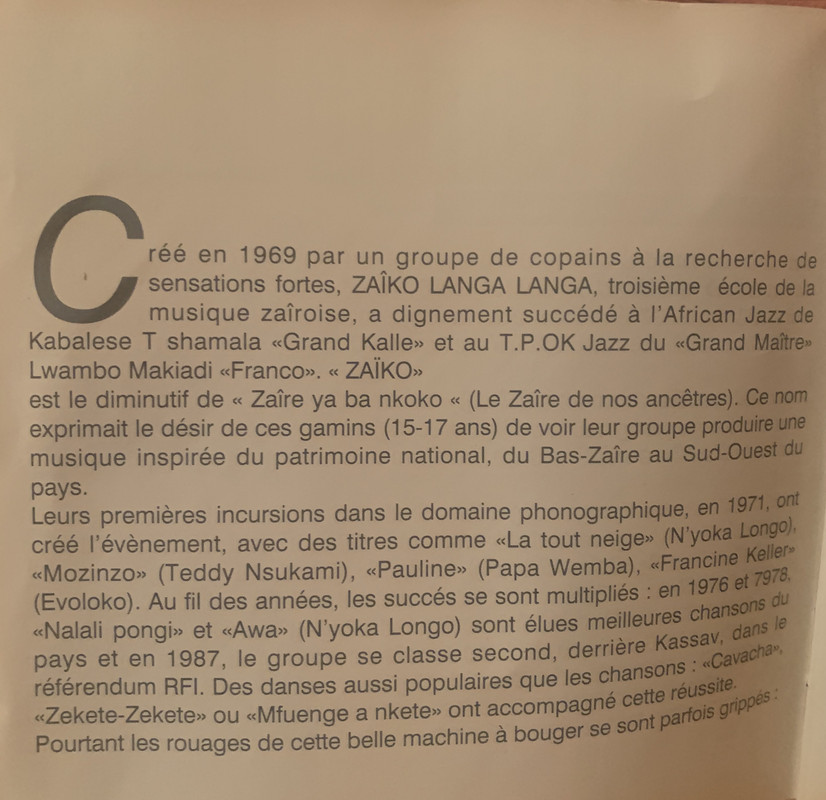 Créé en 1969 par un groupe de copains à la recherche de
sensations fortes, ZAÎKO LANGA LANGA, troisième école de la
musique zaîroise, a dignement succédé à l'African Jazz de
Kabalese T shamala «Grand Kalle» et au T.P.OK Jazz du «Grand Maître»
Lwambo Makiadi «Franco». « ZAÏKO»
est le diminutif de « Zaîre ya ba nkoko « (Le Zaîre de nos ancêtres). Ce nom
exprimait le désir de ces gamins (15-17 ans) de voir leur groupe produire une
musique inspirée du patrimoine national, du Bas-Zaîre au Sud-Ouest du
pays.
Leurs premières incursions dans le domaine phonographique, en 1971, ont
créé l'évènement, avec des titres comme «La tout neige» (N'yoka Longo),
«Mozinzo» (Teddy Nsukami), «Pauline» (Papa Wemba), «Francine Keller»
(Evoloko). Au fil des années, les succés se sont multipliés : en 1976 et 7978,
«Nalali pongi» et «Awa» (N'yoka Longo) sont élues meilleures chansons du
pays et en 1987, le groupe se classe second, derrière Kassav, dans le
référendum RFI. Des danses aussi populaires que les chansons : «Cavacha»,
«Zekete-Zekete» ou «Mfuenge a nkete» ont accompagné cette réussite.
Pourtant les rouages de cette belle machine à bouger se sont parfois grippés :